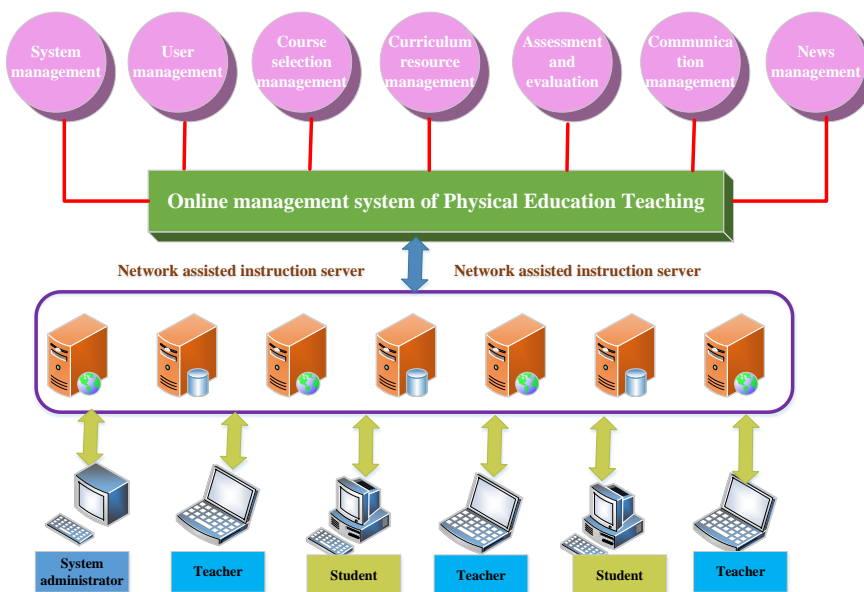 System
management
User
management
Course
selection
management
Curriculum
resource
management
Assessment
and
evaluation
Communica
tion
management
News
management
Online management system of Physical Education Teaching
Network assisted instruction server
Network assisted instruction server
System
administrator
Teacher
Student
Teacher
Student
Teacher